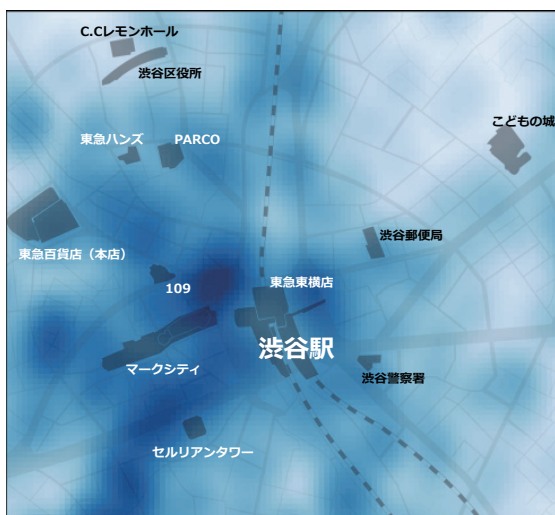 C.Cレモンホール
渋谷区役所
こどもの城
東急ハンズ
PARCO
渋谷郵便局
東急百貨店（本店）
東急東横店
109
渋谷駅
マークシティ
渋谷警察署
セルリアンタワー